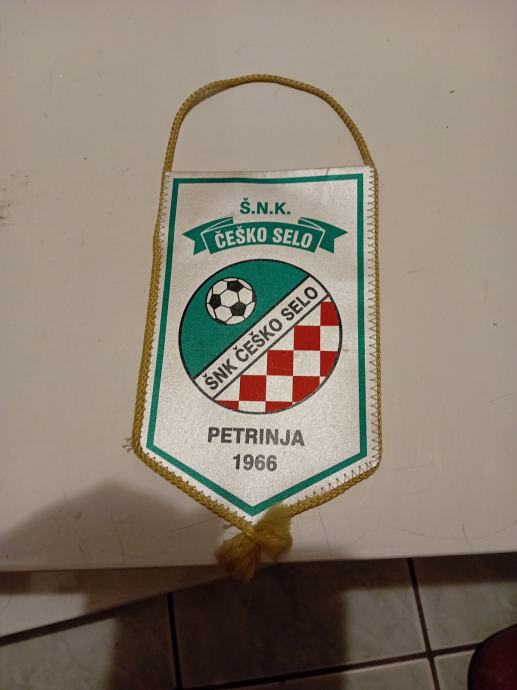 Š.N.K.
ČEŠKO SELO
ŠNK ČEŠKO SELO
PETRINJA
1966